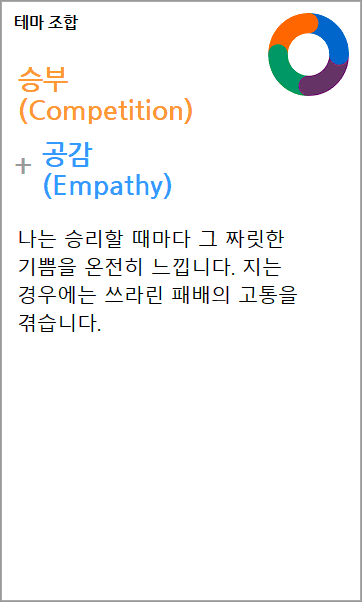 테마 조합
승부
(Competition)
+ 공감
(Empathy)
나는 승리할 때마다 그 짜릿한
기쁨을 온전히 느낍니다. 지는
경우에는 쓰라린 패배의 고통을
겪습니다.